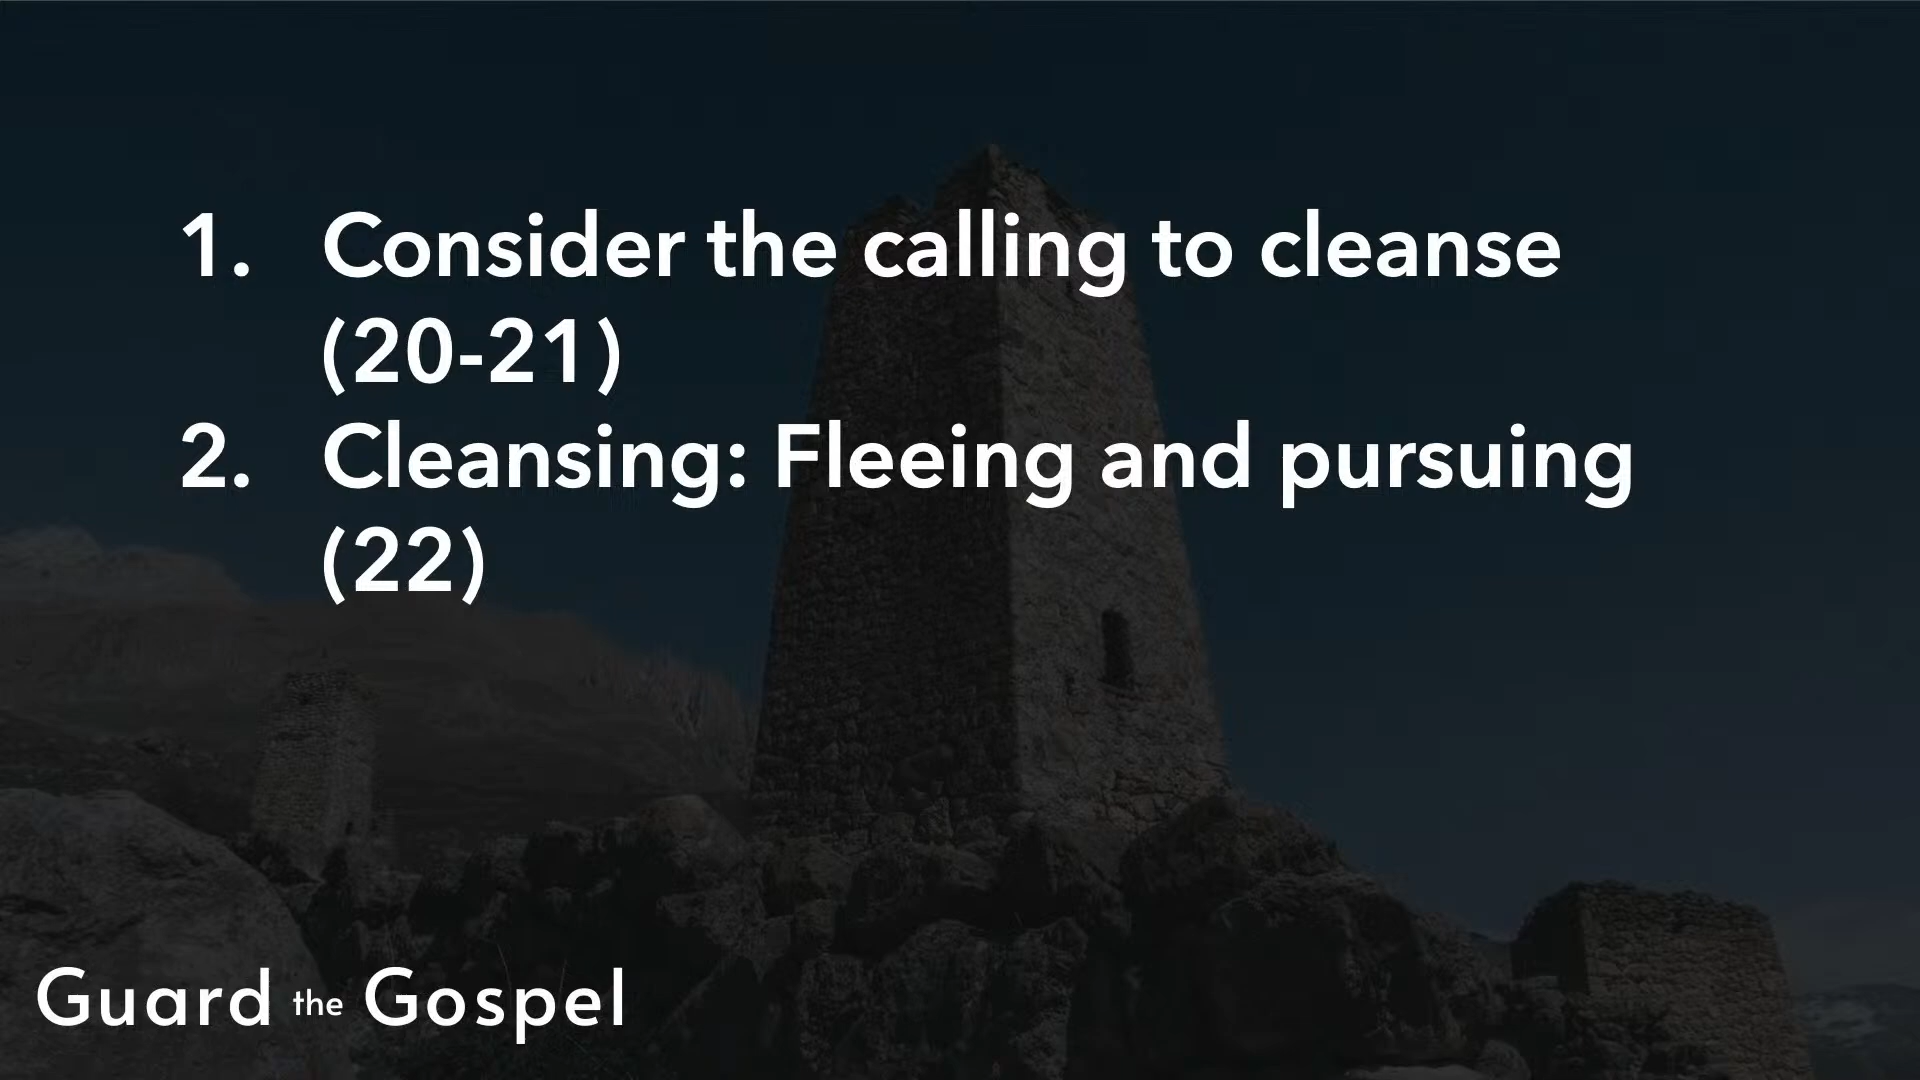 1. Consider the calling to cleanse
(20-21)
2. Cleansing: Fleeing and pursuing
(22)
Guard the Gospel